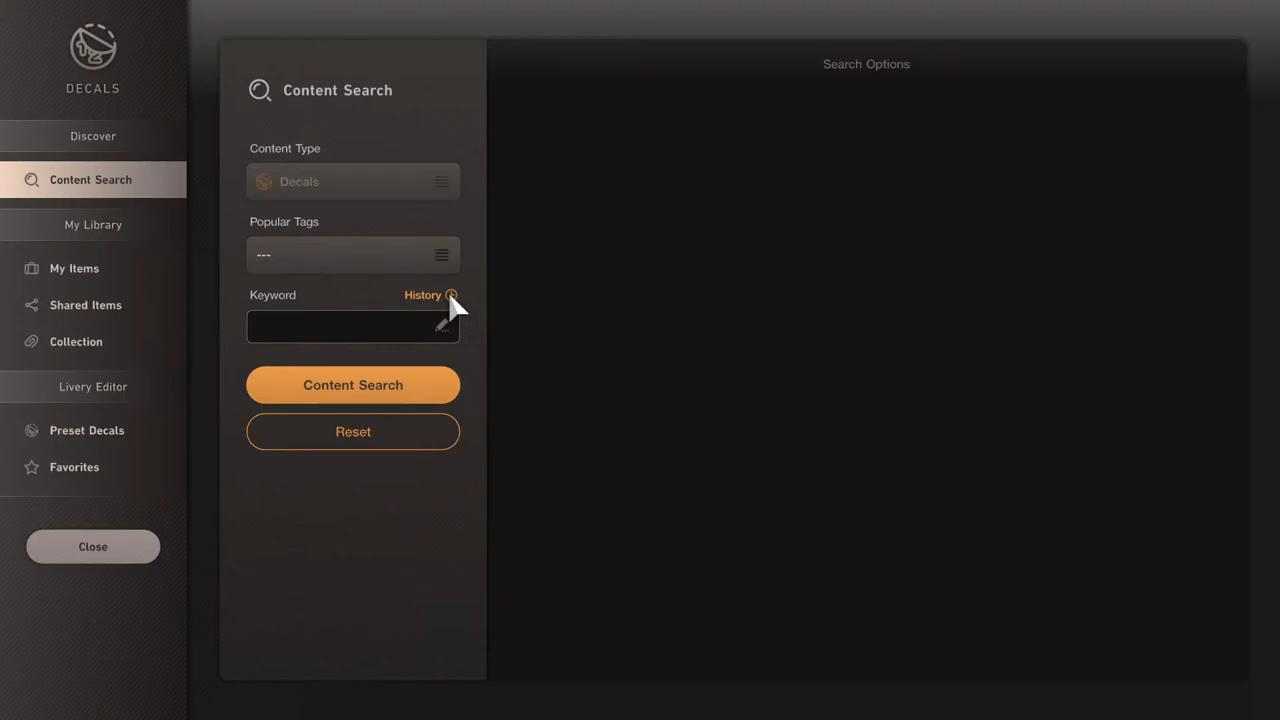 DECALS
Discover
Content Search
My Library
My Items
Shared Items
Collection
Livery Editor
Preset Decals
Favorites
Close
Content Search
Content Type
Decals
Popular Tags
---
Keyword History
Content Search
Reset
Search Options